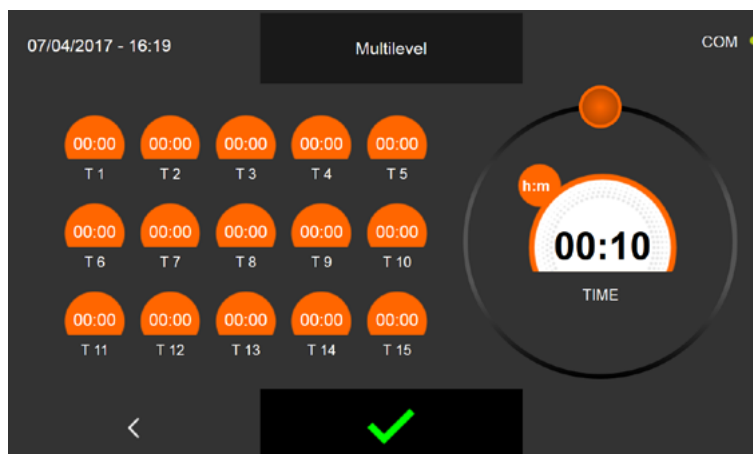 07/04/2017 - 16:19
Multilevel
COM
00:00 00:00 00:00 00:00 00:00
T 1 T 2 T 3 T 4 T 5
00:00 00:00 00:00 00:00 00:00
T 6 T 7 T 8 T 9 T 10
00:00 00:00 00:00 00:00 00:00
T 11 T 12 T 13 T 14 T 15
h:m
00:10
TIME